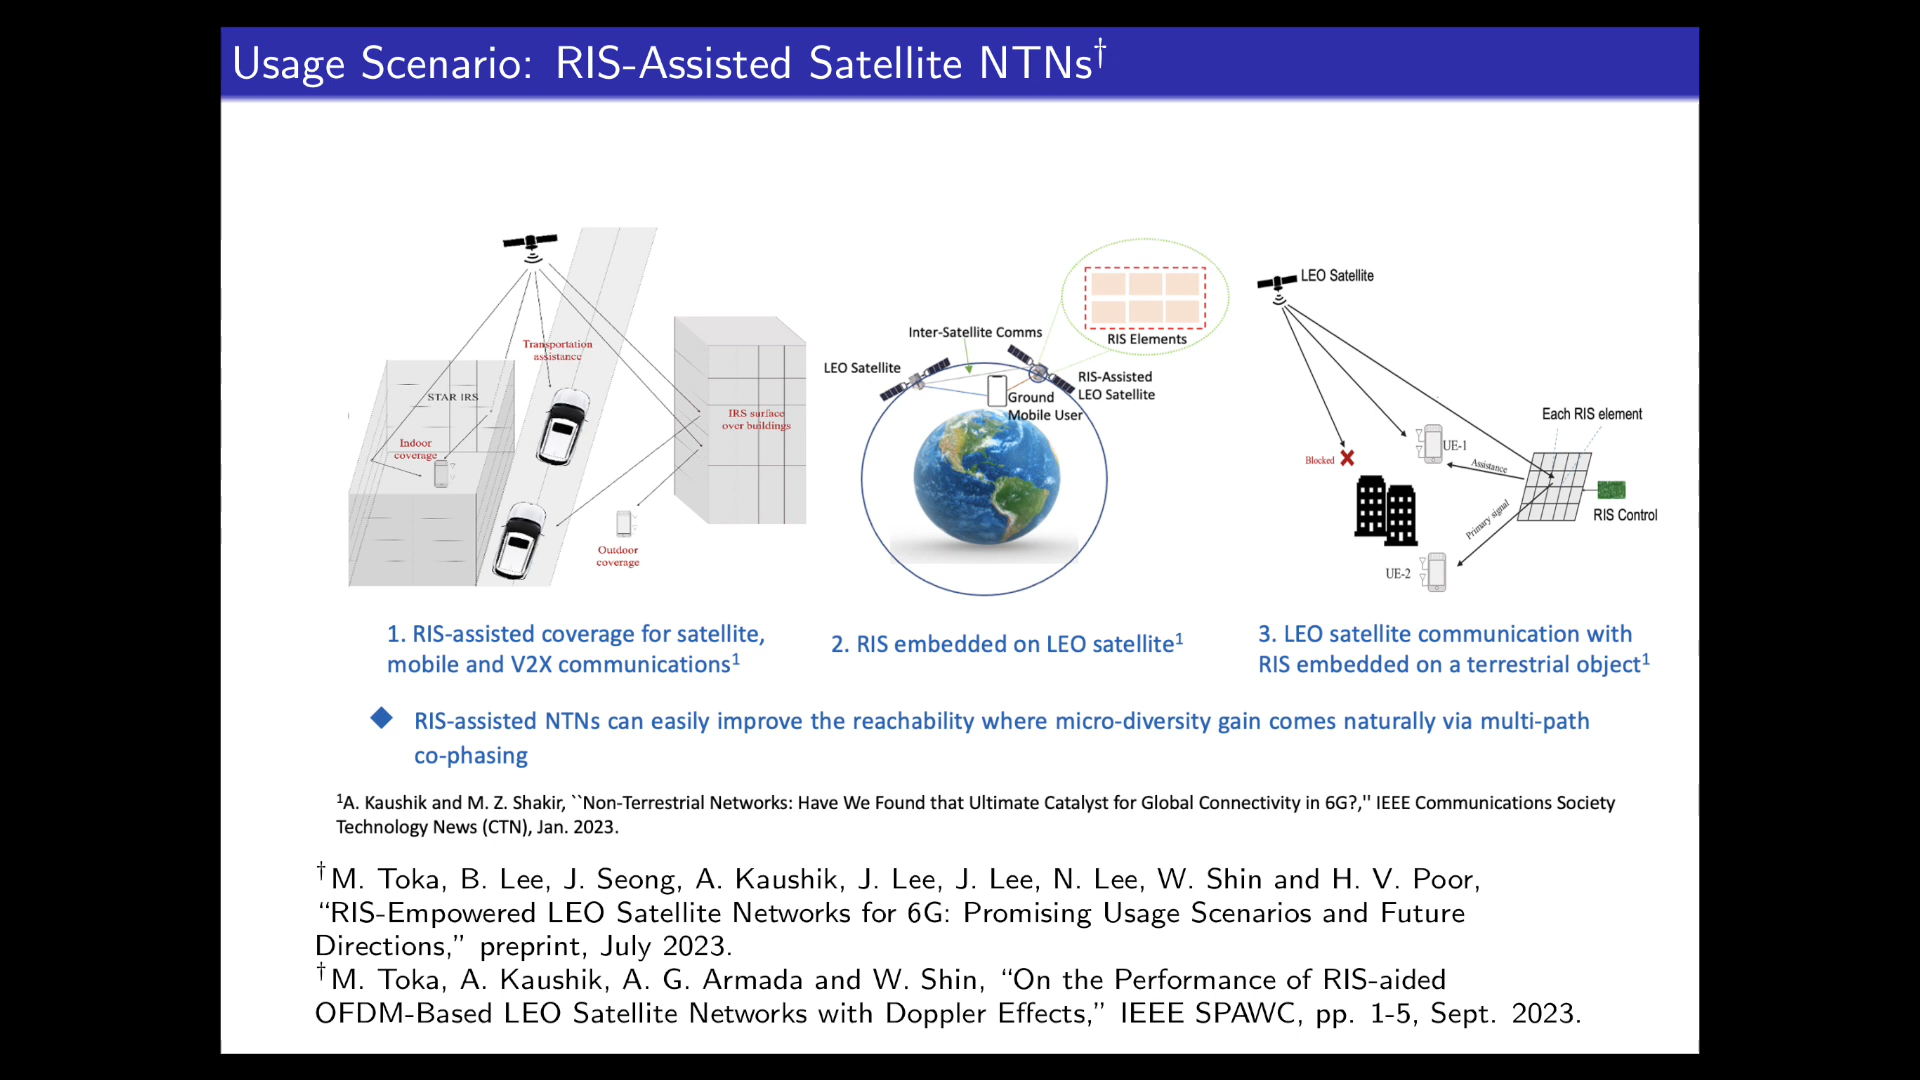 Usage Scenario: RIS-Assisted Satellite NTNs†
Transportation
assistance
STAR IRS
Indoor
coverage
IRS surface
over buildings
Outdoor
coverage
Inter-Satellite Comms
RIS Elements
LEO Satellite
RIS-Assisted
LEO Satellite
Ground
Mobile User
LEO Satellite
Each RIS element
Blocked
UE-1
Assistance
RIS Control
Primary signal
UE-2
1. RIS-assisted coverage for satellite,
mobile and V2X communications¹
2. RIS embedded on LEO satellite¹
3. LEO satellite communication with
RIS embedded on a terrestrial object¹
◆ RIS-assisted NTNs can easily improve the reachability where micro-diversity gain comes naturally via multi-path
co-phasing
¹A. Kaushik and M. Z. Shakir, ``Non-Terrestrial Networks: Have We Found that Ultimate Catalyst for Global Connectivity in 6G?,'' IEEE Communications Society
Technology News (CTN), Jan. 2023.
†M. Toka, B. Lee, J. Seong, A. Kaushik, J. Lee, J. Lee, N. Lee, W. Shin and H. V. Poor,
“RIS-Empowered LEO Satellite Networks for 6G: Promising Usage Scenarios and Future
Directions,” preprint, July 2023.
†M. Toka, A. Kaushik, A. G. Armada and W. Shin, “On the Performance of RIS-aided
OFDM-Based LEO Satellite Networks with Doppler Effects,” IEEE SPAWC, pp. 1-5, Sept. 2023.